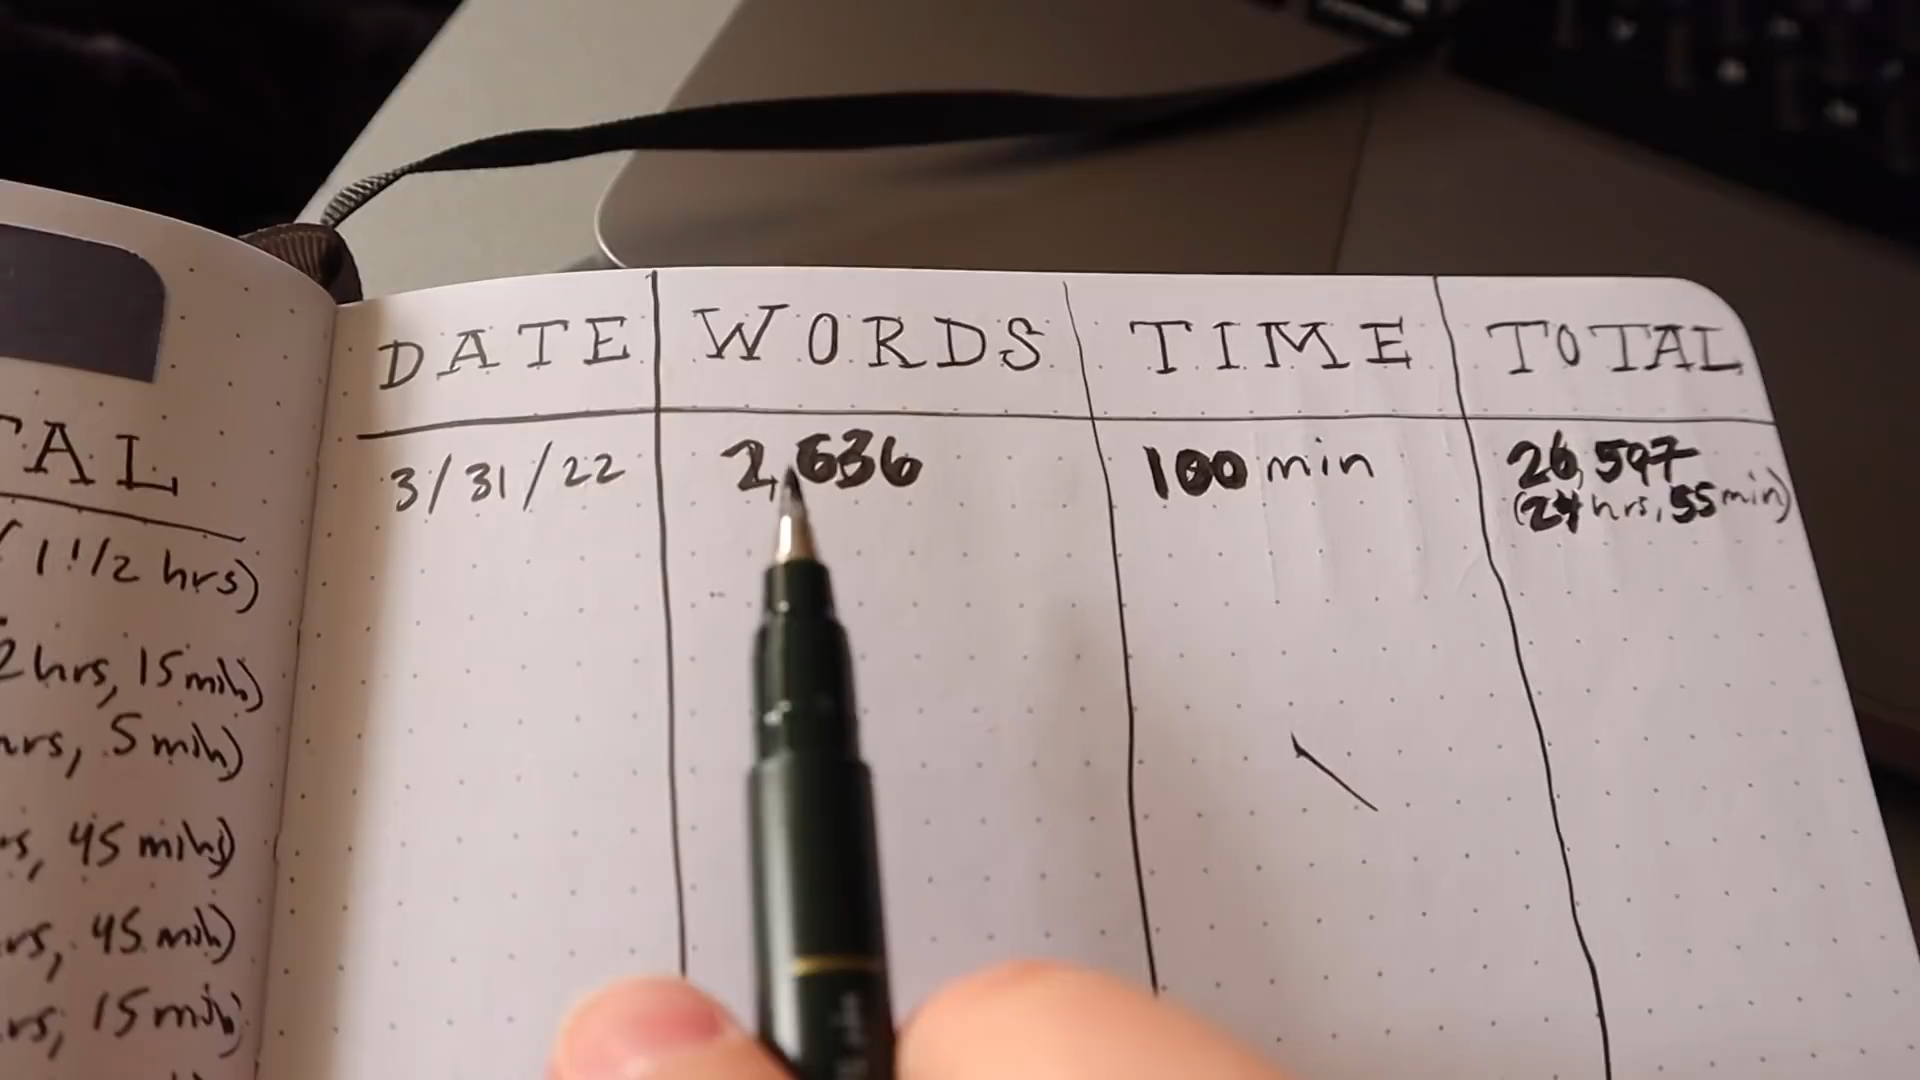 TAL
(1 1/2 hrs)
2 hrs, 15 min)
hrs, 5 min)
rs, 45 min)
rs, 45 min)
rs, 15 min)
DATE WORDS TIME TOTAL
3/31/22 2,636 100 min 26,597
(24 hrs, 55 min)